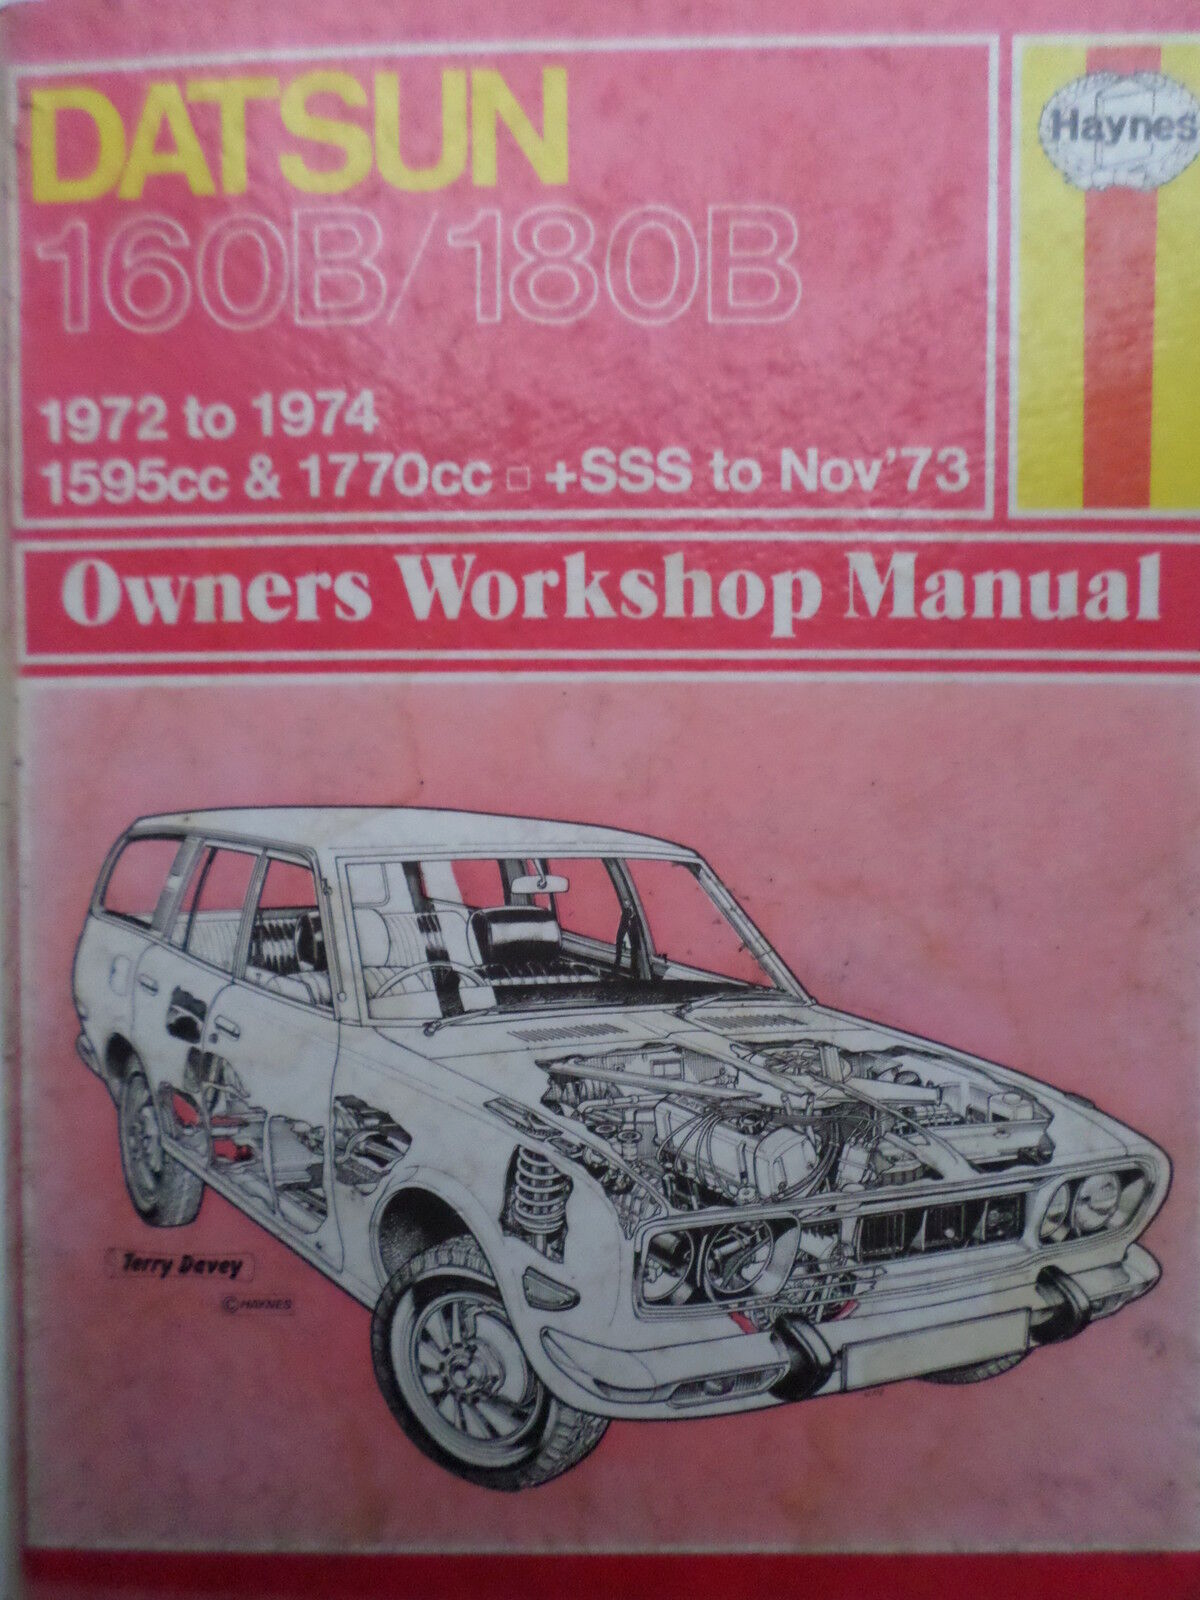 DATSUN
160B/180B
1972 to 1974
1595cc & 1770cc □ +SSS to Nov'73
Haynes
Owners Workshop Manual
Terry Davey
©HAYNES